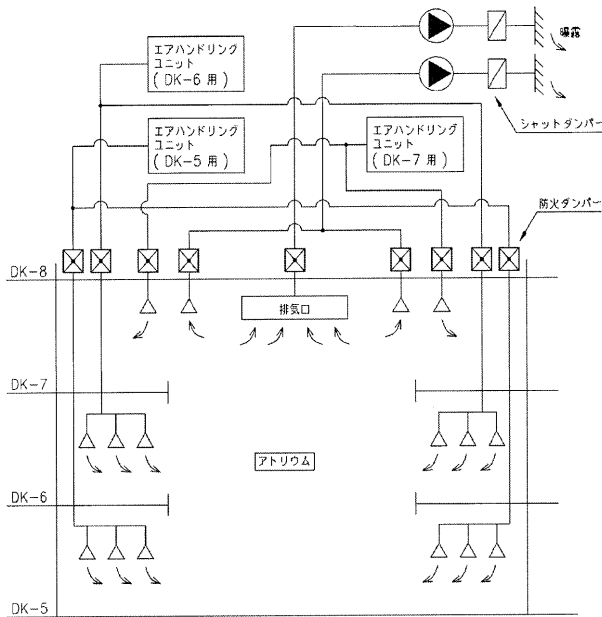 エアハンドリング
ユニット
(DK-6 用)
曝露
シャットダンパー
エアハンドリング
ユニット
(DK-5 用)
エアハンドリング
ユニット
(DK-7 用)
防火ダンパー
DK-8
排気口
DK-7
アトリウム
DK-6
DK-5